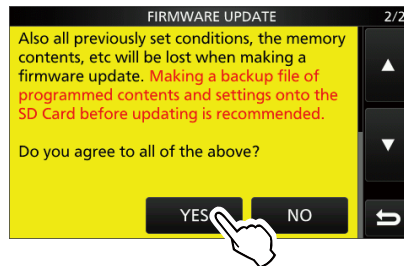 FIRMWARE UPDATE 2/2
Also all previously set conditions, the memory
contents, etc will be lost when making a
firmware update. Making a backup file of
programmed contents and settings onto the
SD Card before updating is recommended.
Do you agree to all of the above?
YES NO